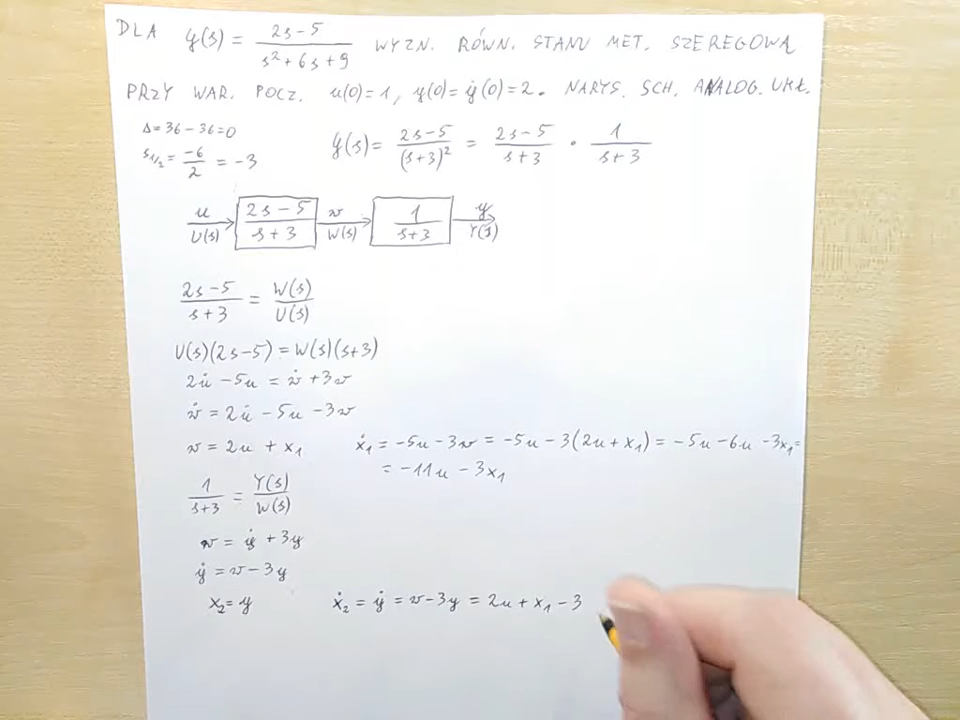 DLA G(s) = 2s-5 / s²+6s+9 WYZN. RÓWN. STANU MET. SZEREGOWĄ
PRZY WAR. POCZ. u(0)=1, y(0)=ẏ(0)=2. NARYS. SCH. ANALOG. UKŁ.
Δ=36-36=0
s1/2 = -6/2 = -3
G(s) = 2s-5 / (s+3)² = 2s-5 / s+3 · 1 / s+3
u U(s) 2s-5 / s+3 w W(s) 1 / s+3 y Y(s)
2s-5 / s+3 = W(s) / U(s)
U(s)(2s-5) = W(s)(s+3)
2u̇ -5u = ẇ +3w
ẇ = 2u̇ -5u -3w
w = 2u + x₁ ẋ₁ = -5u -3w = -5u -3(2u+x₁) = -5u -6u -3x₁ =
= -11u -3x₁
1 / s+3 = Y(s) / W(s)
w = ẏ +3y
ẏ = w -3y
x₂ = y ẋ₂ = ẏ = w -3y = 2u + x₁ -3